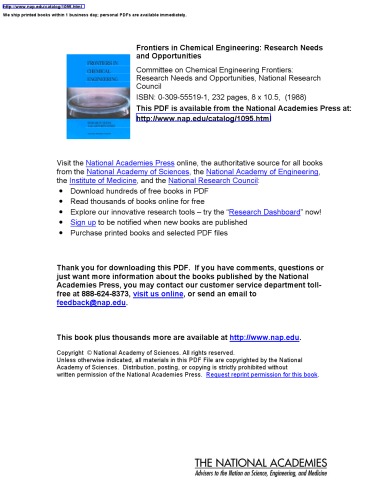 http://www.nap.edu/catalog/1095.html
We ship printed books within 1 business day; personal PDFs are available immediately.
FRONTIERS IN
CHEMICAL
ENGINEERING
Frontiers in Chemical Engineering: Research Needs
and Opportunities
Committee on Chemical Engineering Frontiers:
Research Needs and Opportunities, National Research
Council
ISBN: 0-309-55519-1, 232 pages, 8 x 10.5, (1988)
This PDF is available from the National Academies Press at:
http://www.nap.edu/catalog/1095.html
Visit the National Academies Press online, the authoritative source for all books
from the National Academy of Sciences, the National Academy of Engineering,
the Institute of Medicine, and the National Research Council:
• Download hundreds of free books in PDF
• Read thousands of books online for free
• Explore our innovative research tools – try the “Research Dashboard” now!
• Sign up to be notified when new books are published
• Purchase printed books and selected PDF files
Thank you for downloading this PDF. If you have comments, questions or
just want more information about the books published by the National
Academies Press, you may contact our customer service department toll-
free at 888-624-8373, visit us online, or send an email to
feedback@nap.edu.
This book plus thousands more are available at http://www.nap.edu.
Copyright © National Academy of Sciences. All rights reserved.
Unless otherwise indicated, all materials in this PDF File are copyrighted by the National
Academy of Sciences. Distribution, posting, or copying is strictly prohibited without
written permission of the National Academies Press. Request reprint permission for this book.
THE NATIONAL ACADEMIES
Advisers to the Nation on Science, Engineering, and Medicine